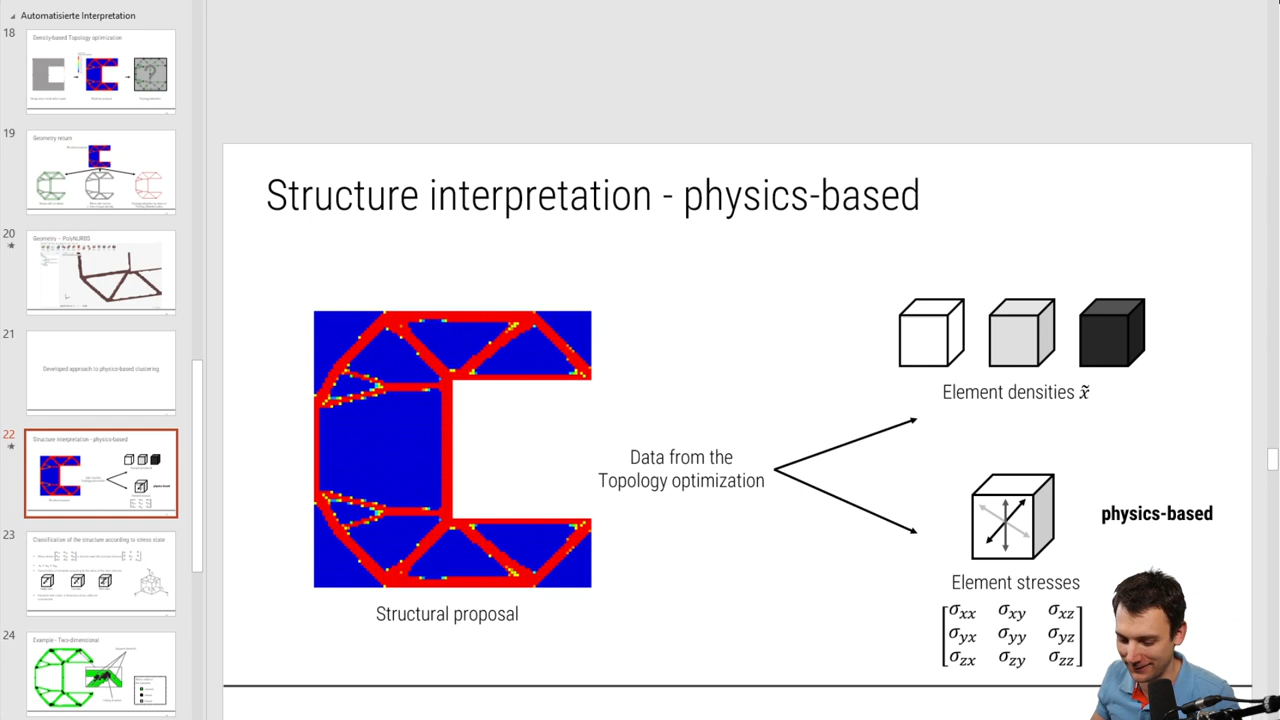 Automatisierte Interpretation
18
Density-based Topology optimization
19
Geometry return
20
Geometry – PolyNURBS
21
Developed approach to physics-based clustering
22
Structure interpretation - physics-based
23
Classification of the structure according to stress state
24
Example - Two-dimensional
Structure interpretation - physics-based
Element densities x̃
Data from the
Topology optimization
physics-based
Element stresses
Structural proposal
σxx σxy σxz
σyx σyy σyz
σzx σzy σzz